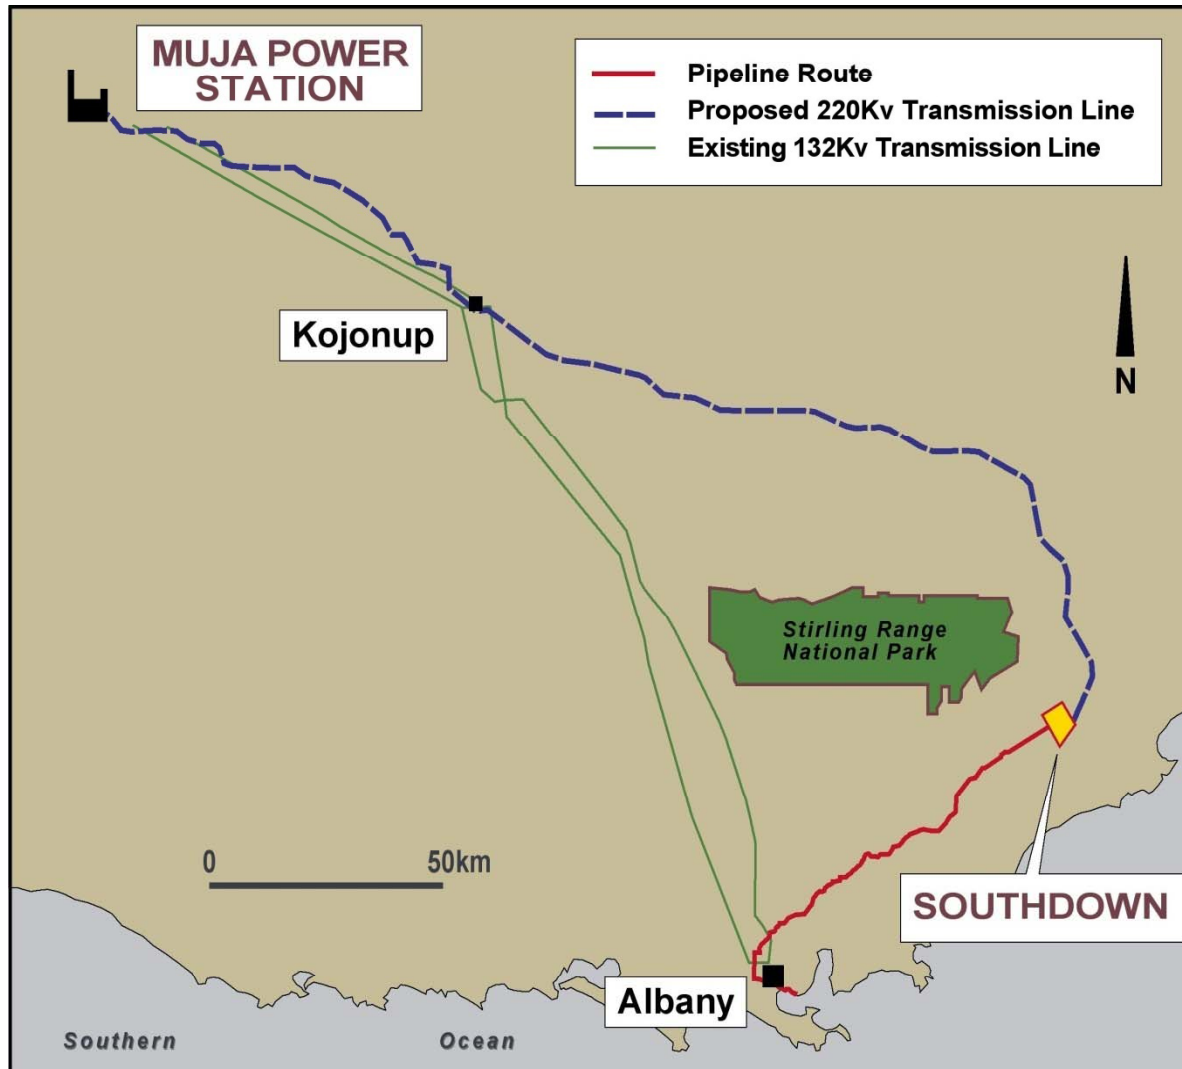 MUJA POWER
STATION
Pipeline Route
Proposed 220Kv Transmission Line
Existing 132Kv Transmission Line
Kojonup
N
Stirling Range
National Park
0 50km
SOUTHDOWN
Albany
Southern Ocean